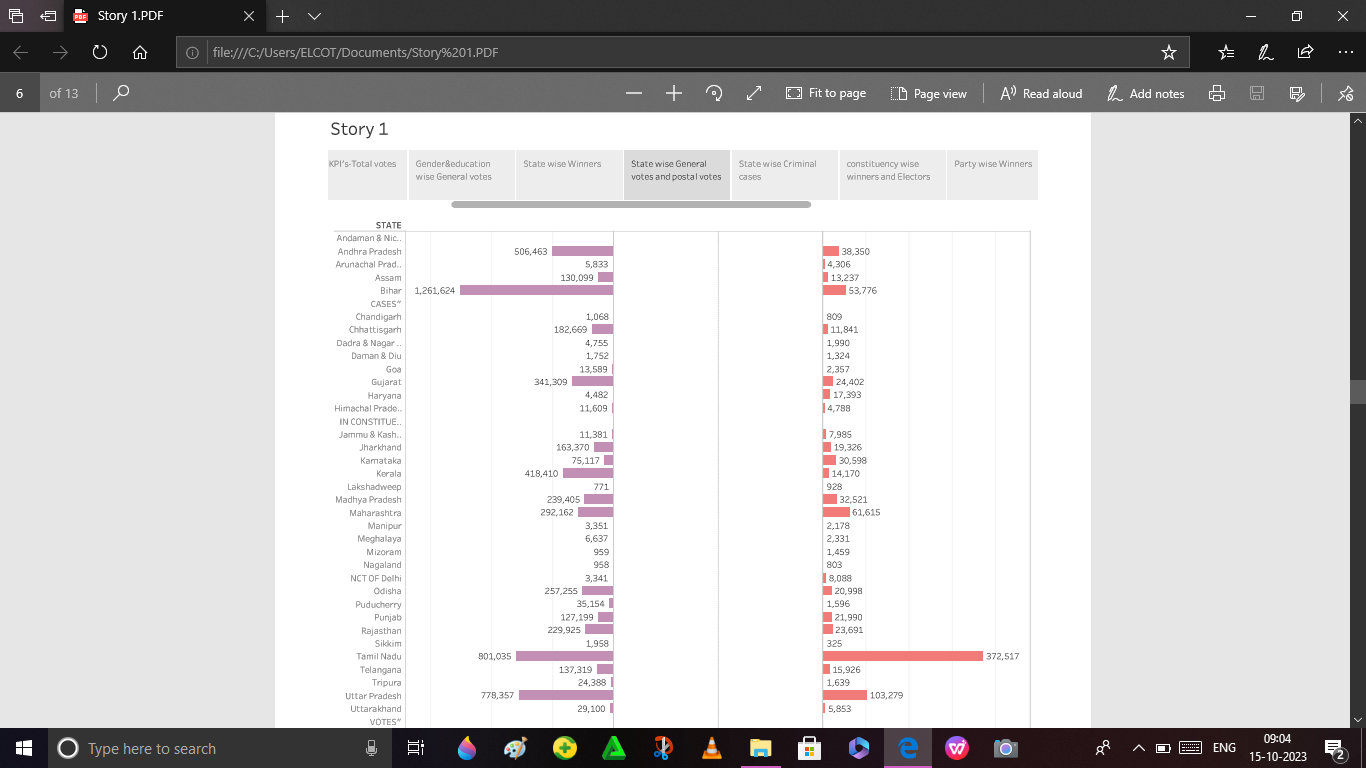 Story 1.PDF
file:///C:/Users/ELCOT/Documents/Story%201.PDF
6 of 13 Fit to page Page view Read aloud Add notes
Story 1
KPI's-Total votes
Gender&education
wise General votes
State wise Winners
State wise General
votes and postal votes
State wise Criminal
cases
constituency wise
winners and Electors
Party wise Winners
STATE
Andaman & Nic..
Andhra Pradesh 506,463 38,350
Arunachal Prad.. 5,833 4,306
Assam 130,099 13,237
Bihar 1,261,624 53,776
CASES"
Chandigarh 1,068 809
Chhattisgarh 182,669 11,841
Dadra & Nagar .. 4,755 1,990
Daman & Diu 1,752 1,324
Goa 13,589 2,357
Gujarat 341,309 24,402
Haryana 4,482 17,393
Himachal Prade.. 11,609 4,788
IN CONSTITUE..
Jammu & Kash.. 11,381 7,985
Jharkhand 163,370 19,326
Karnataka 75,117 30,598
Kerala 418,410 14,170
Lakshadweep 771 928
Madhya Pradesh 239,405 32,521
Maharashtra 292,162 61,615
Manipur 3,351 2,178
Meghalaya 6,637 2,331
Mizoram 959 1,459
Nagaland 958 803
NCT OF Delhi 3,341 8,088
Odisha 257,255 20,998
Puducherry 35,154 1,596
Punjab 127,199 21,990
Rajasthan 229,925 23,691
Sikkim 1,958 325
Tamil Nadu 801,035 372,517
Telangana 137,319 15,926
Tripura 24,388 1,639
Uttar Pradesh 778,357 103,279
Uttarakhand 29,100 5,853
VOTES"
Type here to search
ENG
09:04
15-10-2023
2